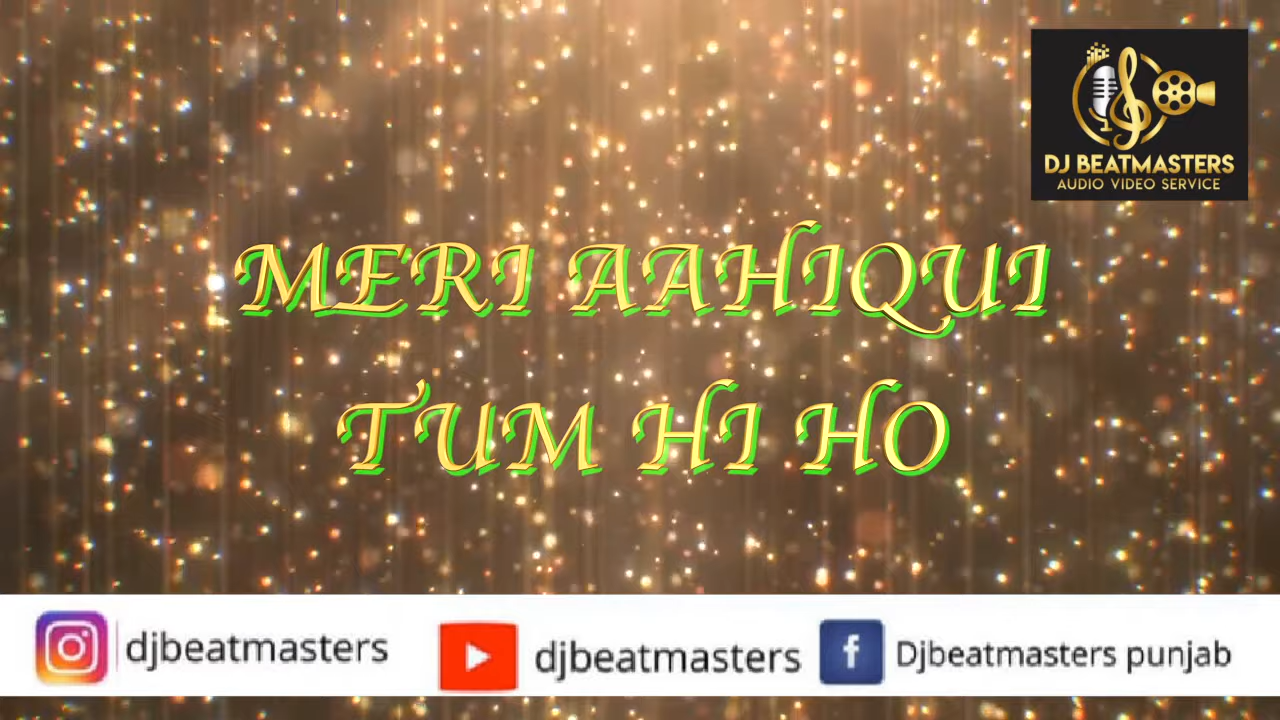 DJ BEATMASTERS
AUDIO VIDEO SERVICE
MERI AAHIQUI
TUM HI HO
djbeatmasters
djbeatmasters
Djbeatmasters punjab